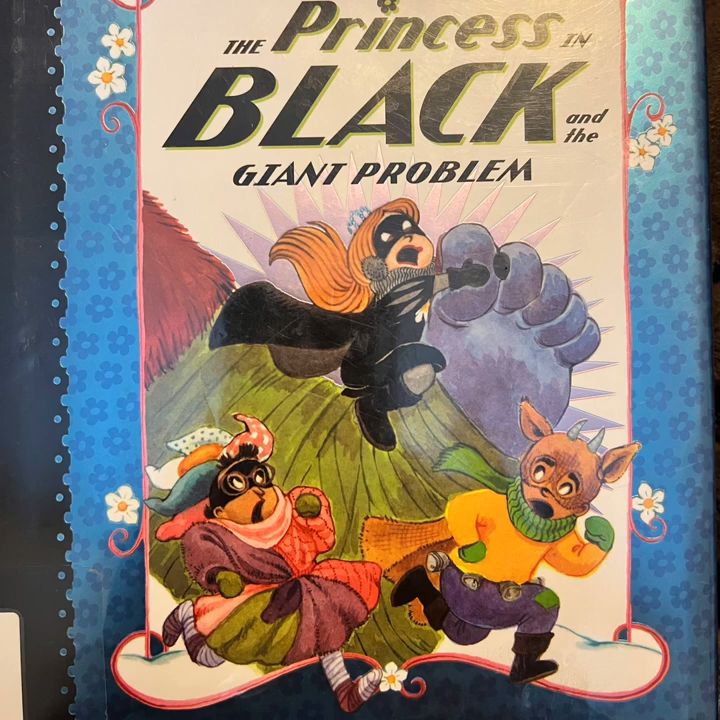 THE Princess IN
BLACK and
the
GIANT PROBLEM